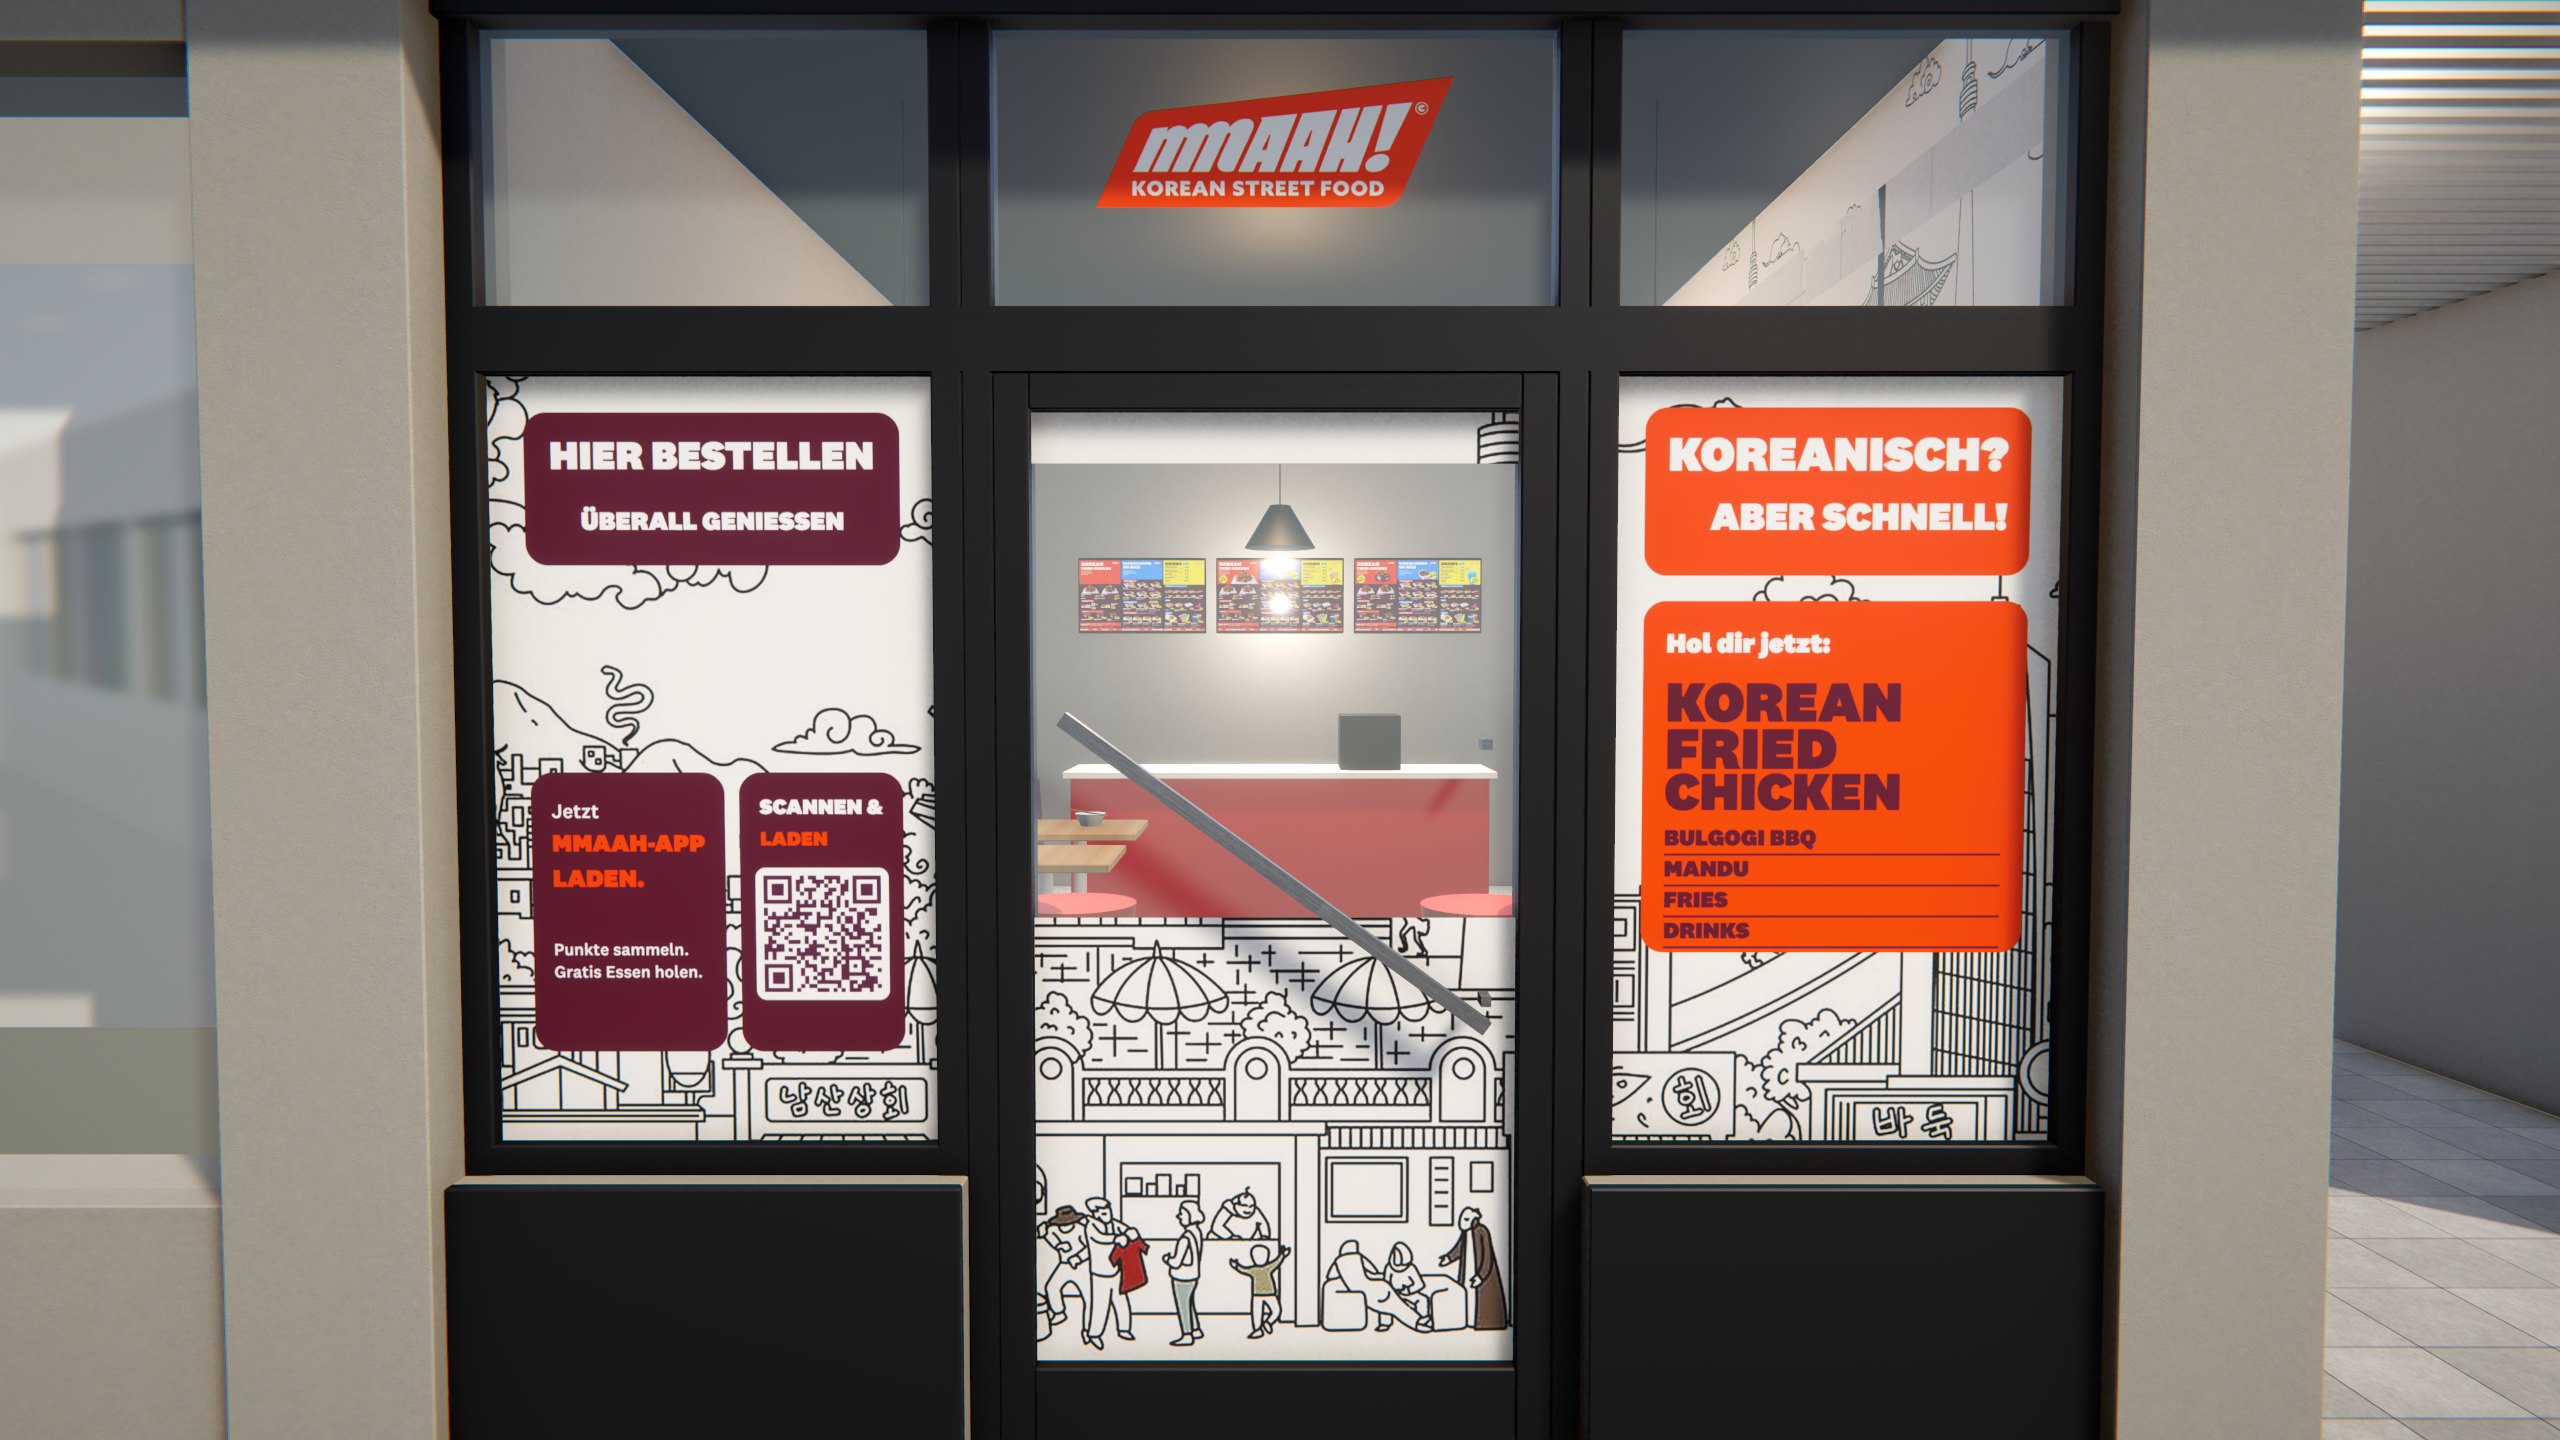 mmAAH!©
KOREAN STREET FOOD
HIER BESTELLEN
ÜBERALL GENIESSEN
Jetzt
MMAAH-APP
LADEN.
Punkte sammeln.
Gratis Essen holen.
SCANNEN &
LADEN
남산상회
KOREANISCH?
ABER SCHNELL!
Hol dir jetzt:
KOREAN
FRIED
CHICKEN
BULGOGI BBQ
MANDU
FRIES
DRINKS
회
바둑